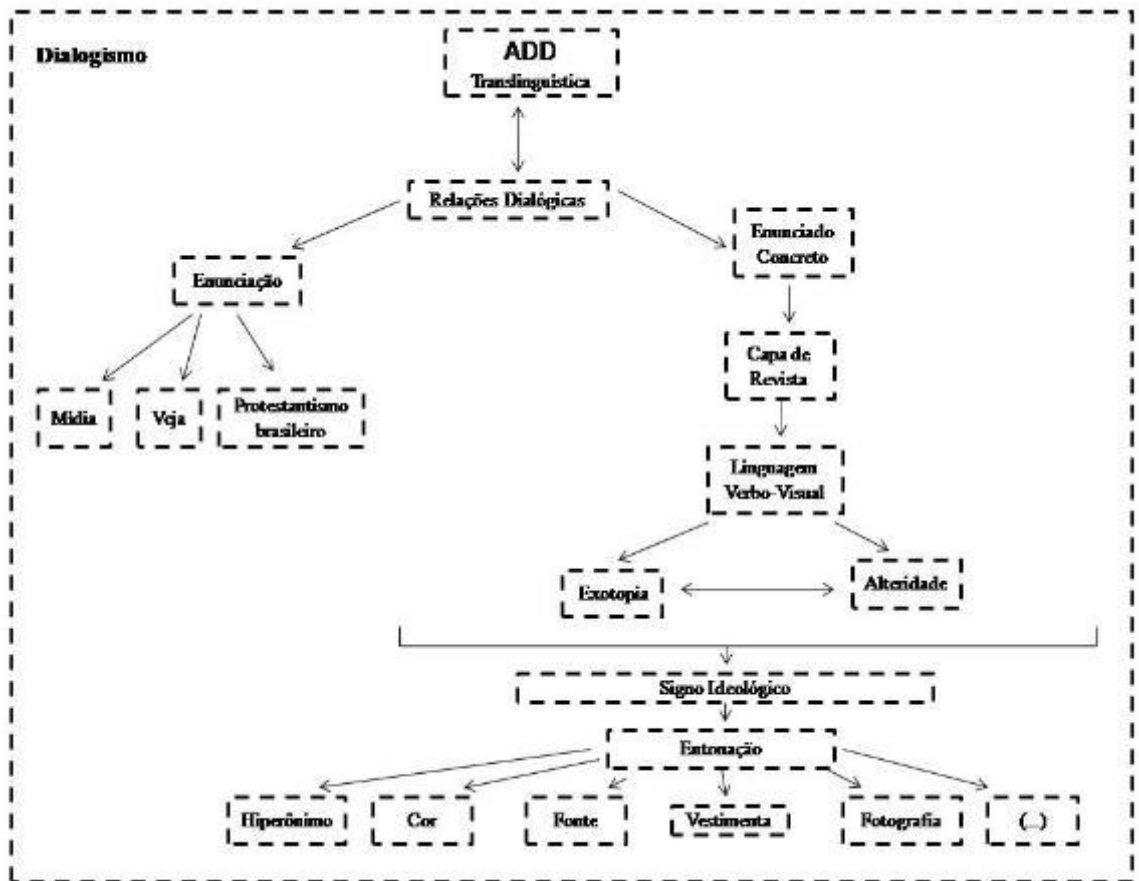 Dialogismo
ADD
Translinguística
Relações Dialógicas
Enunciado
Concreto
Enunciação
Capa de
Revista
Mídia
Veja
Protestantismo
brasileiro
Linguagem
Verbo-Visual
Exotopia
Alteridade
Signo Ideológico
Entonação
Hiperônimo
Cor
Fonte
Vestimenta
Fotografia
(...)